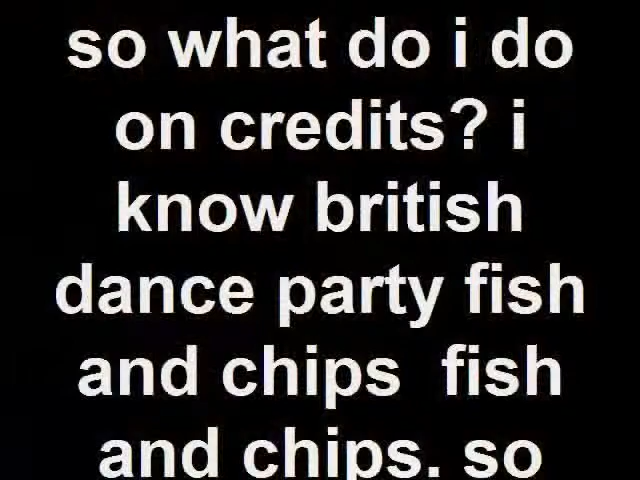 so what do i do
on credits? i
know british
dance party fish
and chips  fish
and chips. so